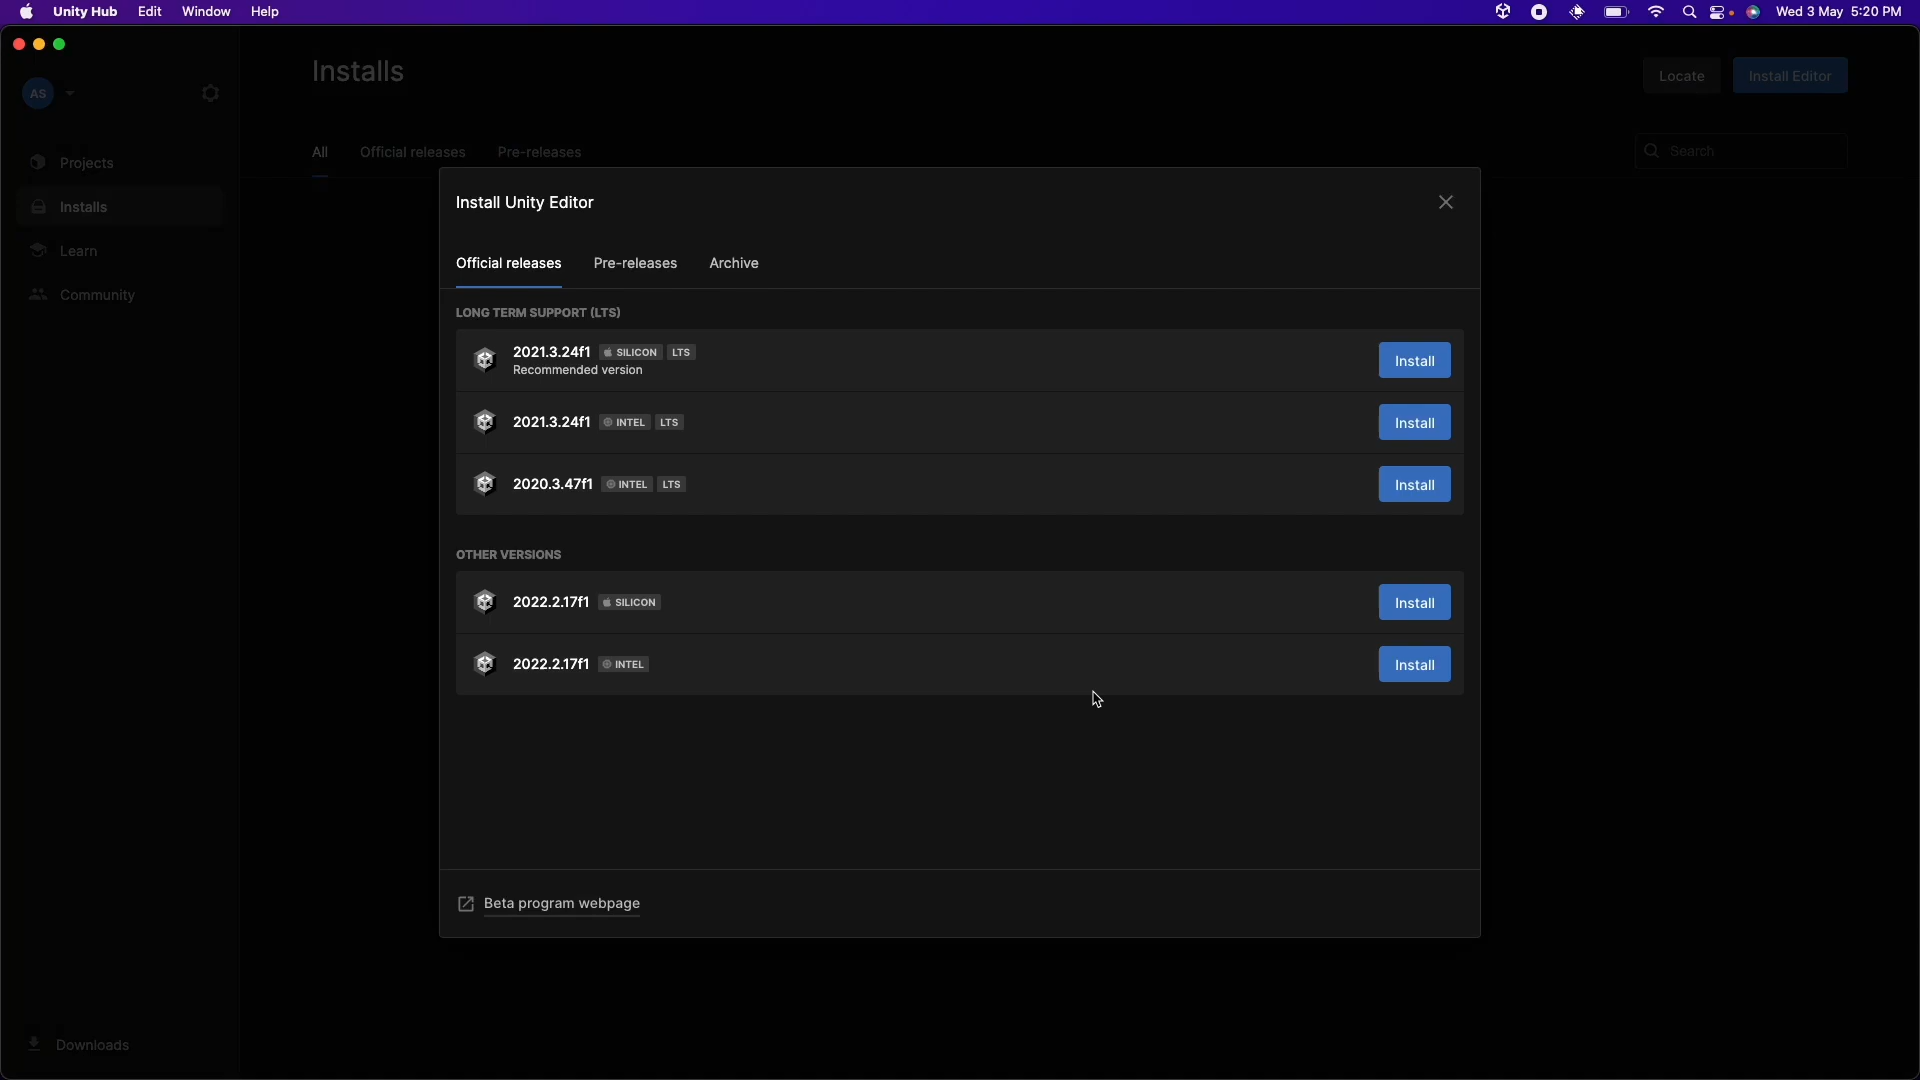 Unity Hub Edit Window Help Wed 3 May 5:20 PM
Installs
Locate Install Editor
AS
All Official releases Pre-releases Search
Projects
Installs
Learn
Community
Downloads
Install Unity Editor
Official releases Pre-releases Archive
LONG TERM SUPPORT (LTS)
2021.3.24f1 SILICON LTS
Recommended version
Install
2021.3.24f1 INTEL LTS Install
2020.3.47f1 INTEL LTS Install
OTHER VERSIONS
2022.2.17f1 SILICON Install
2022.2.17f1 INTEL Install
Beta program webpage